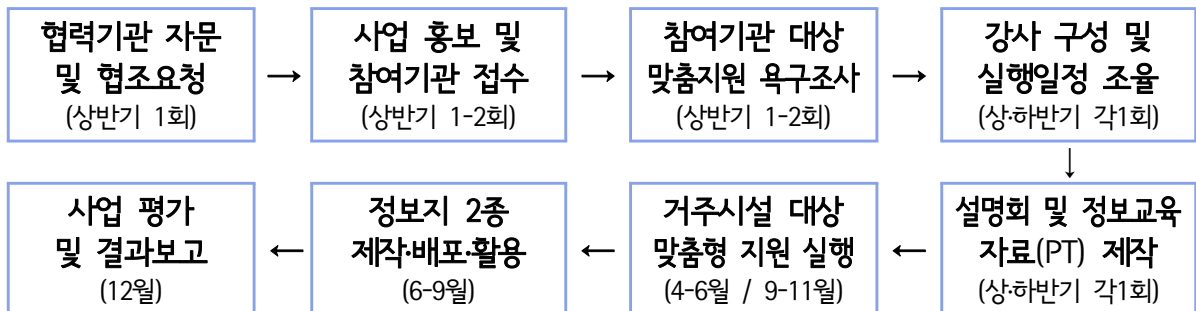 협력기관 자문
및 협조요청
(상반기 1회)
→
사업 홍보 및
참여기관 접수
(상반기 1-2회)
→
참여기관 대상
맞춤지원 욕구조사
(상반기 1-2회)
→
강사 구성 및
실행일정 조율
(상·하반기 각1회)
↓
설명회 및 정보교육
자료(PT) 제작
(상·하반기 각1회)
←
거주시설 대상
맞춤형 지원 실행
(4-6월 / 9-11월)
←
정보지 2종
제작·배포·활용
(6-9월)
←
사업 평가
및 결과보고
(12월)